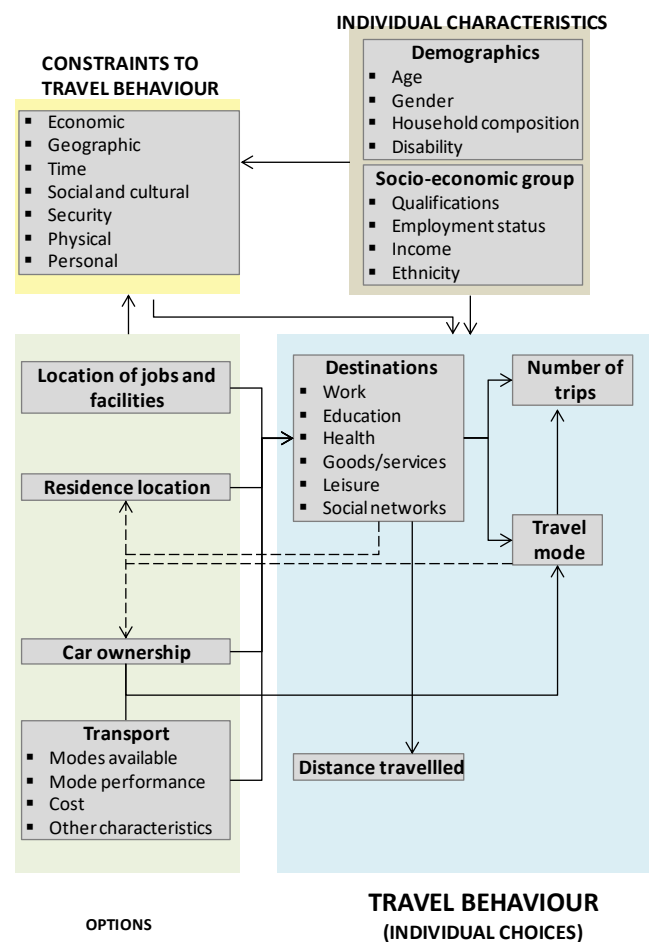 INDIVIDUAL CHARACTERISTICS
Demographics
▪ Age
▪ Gender
▪ Household composition
▪ Disability
Socio-economic group
▪ Qualifications
▪ Employment status
▪ Income
▪ Ethnicity
CONSTRAINTS TO
TRAVEL BEHAVIOUR
▪ Economic
▪ Geographic
▪ Time
▪ Social and cultural
▪ Security
▪ Physical
▪ Personal
Location of jobs and
facilities
Residence location
Car ownership
Transport
▪ Modes available
▪ Mode performance
▪ Cost
▪ Other characteristics
OPTIONS
Destinations
▪ Work
▪ Education
▪ Health
▪ Goods/services
▪ Leisure
▪ Social networks
Number of
trips
Travel
mode
Distance travellled
TRAVEL BEHAVIOUR
(INDIVIDUAL CHOICES)